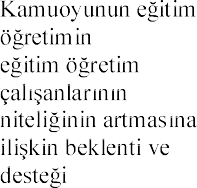 Kamuoyunun eğitim
öğretimin
eğitim öğretim
çalışanlarının
niteliğinin artmasına
ilişkin beklenti ve
desteği